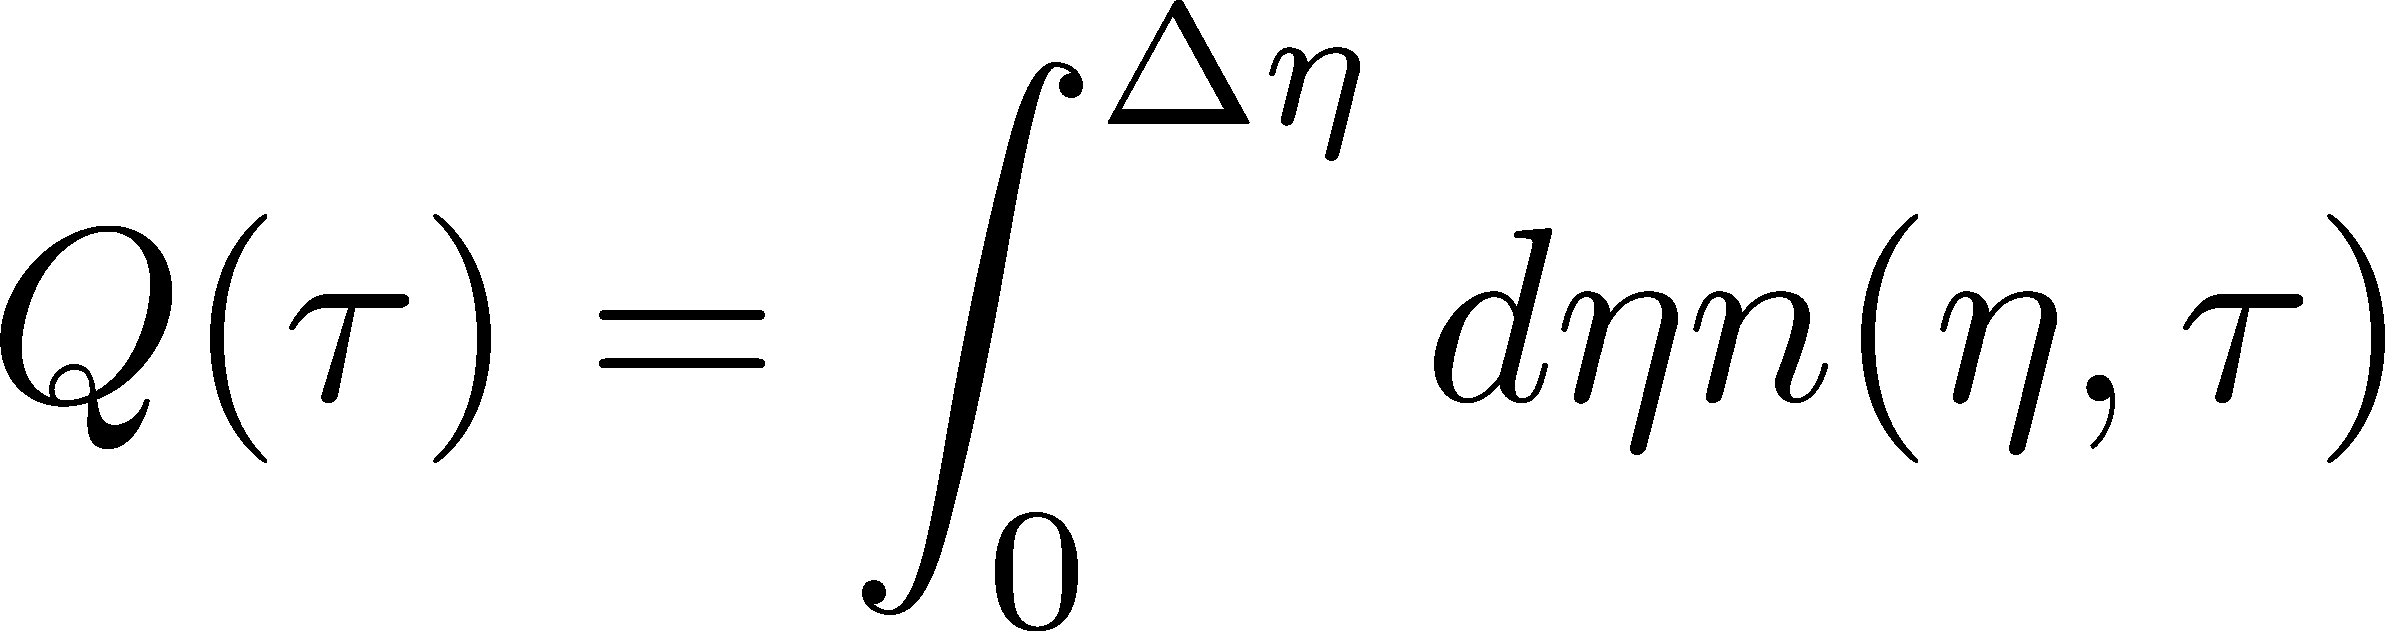 Q(τ) = ∫₀^{Δη} dηn(η, τ)